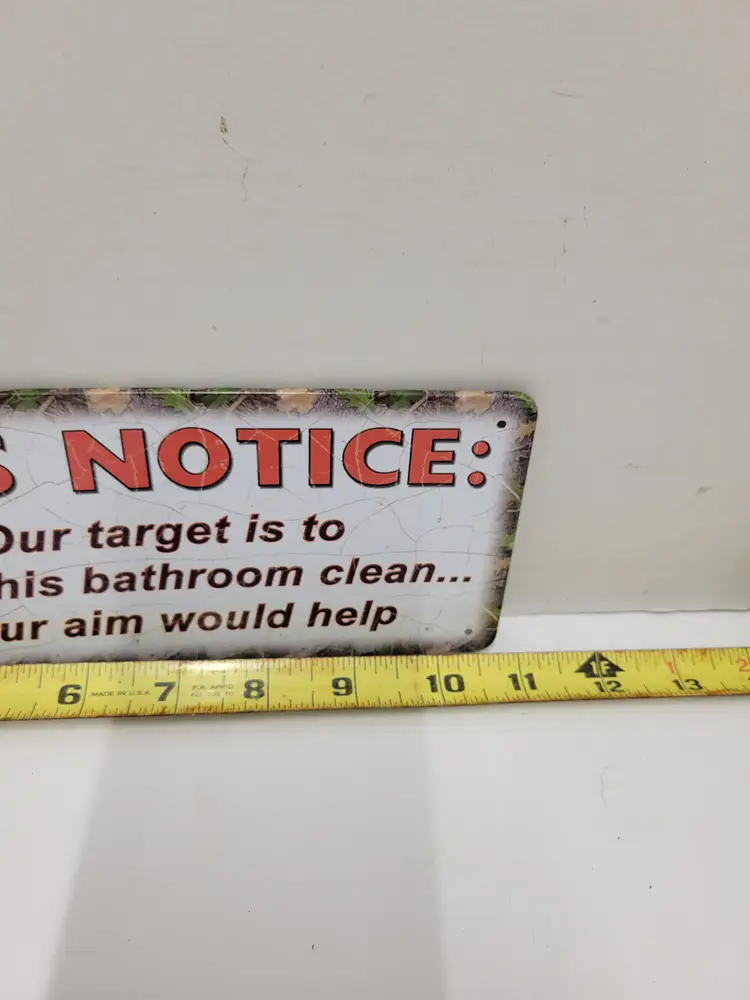 S NOTICE:
Our target is to
his bathroom clean...
ur aim would help
6 MADE IN U.S.A. 7 8 9 10 11 12 13 2
1F